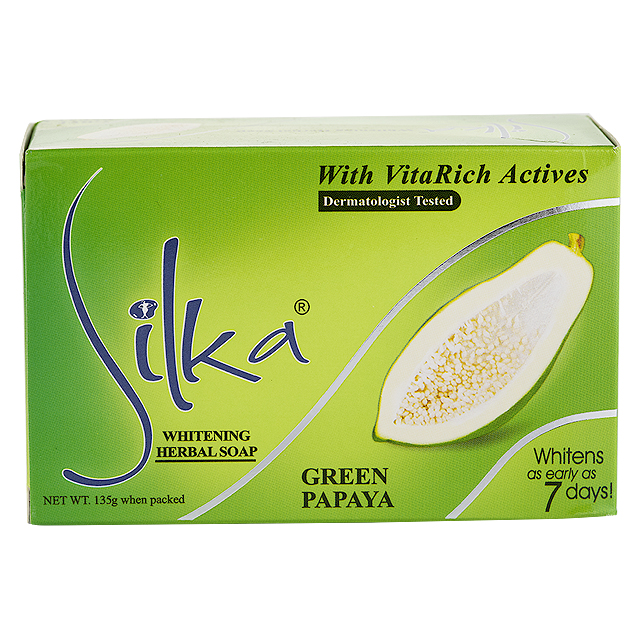 With VitaRich Actives
Dermatologist Tested
Silka®
WHITENING
HERBAL SOAP
GREEN
PAPAYA
NET WT. 135g when packed
Whitens
as early as
7 days!